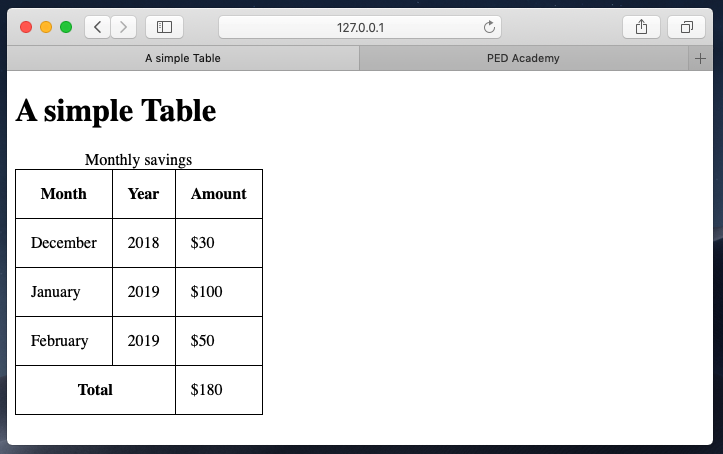 127.0.0.1
A simple Table PED Academy
A simple Table
Monthly savings
Month Year Amount
December 2018 $30
January 2019 $100
February 2019 $50
Total $180